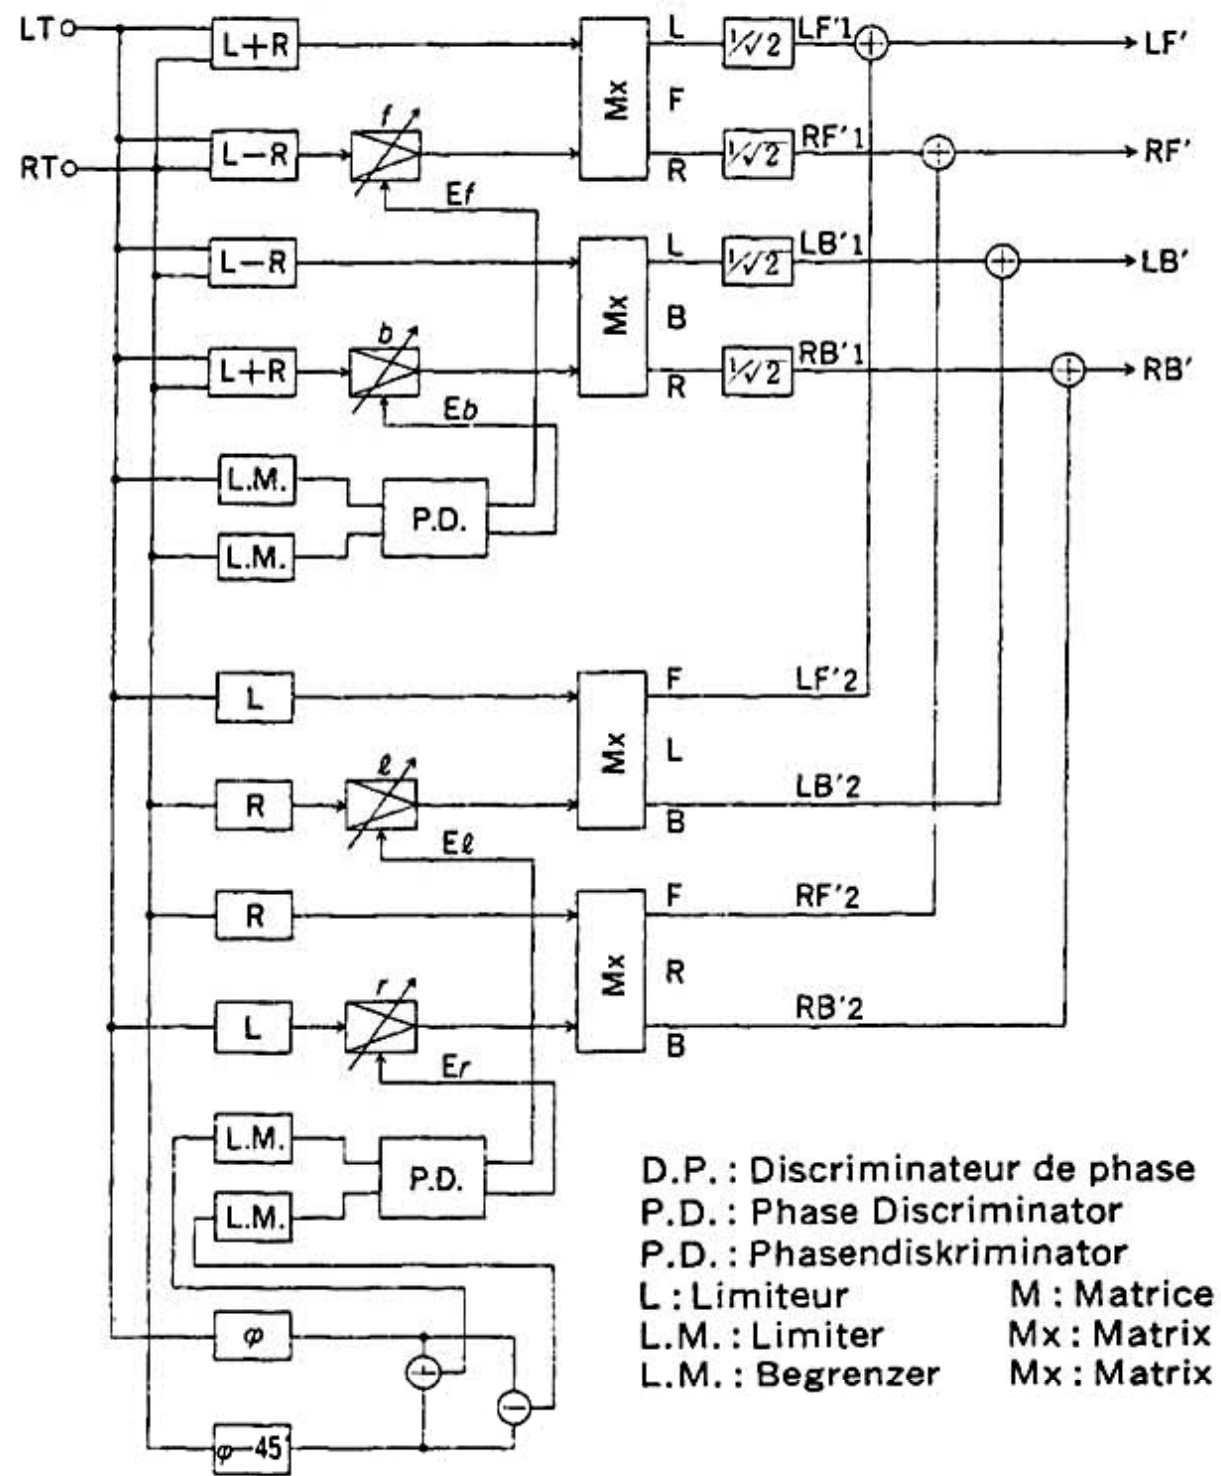 LT
L+R
Mx
L
F
R
1/√2
LF'1
LF'
RT
L−R
f
1/√2
RF'1
RF'
Ef
L−R
Mx
L
B
R
1/√2
LB'1
LB'
L+R
b
1/√2
RB'1
RB'
Eb
L.M.
P.D.
L.M.
L
Mx
F
L
B
LF'2
R
ℓ
LB'2
Eℓ
R
Mx
F
R
B
RF'2
L
r
RB'2
Er
L.M.
P.D.
L.M.
φ
φ−45°
D.P. : Discriminateur de phase
P.D. : Phase Discriminator
P.D. : Phasendiskriminator
L : Limiteur M : Matrice
L.M. : Limiter Mx : Matrix
L.M. : Begrenzer Mx : Matrix